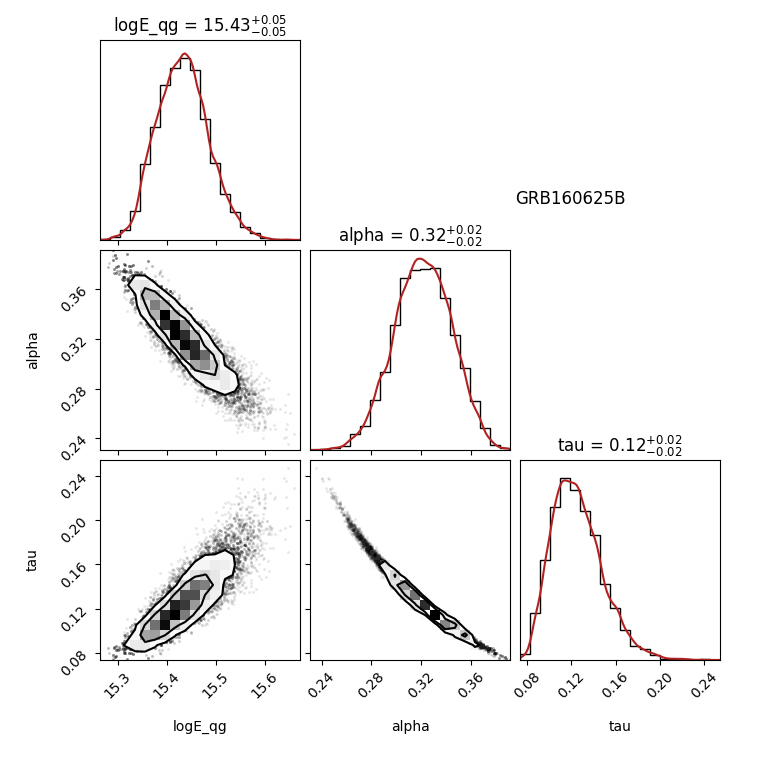 logE_qg = 15.43+0.05−0.05
GRB160625B
alpha = 0.32+0.02−0.02
alpha
0.36
0.32
0.28
0.24
tau = 0.12+0.02−0.02
tau
0.24
0.20
0.16
0.12
0.08
15.3 15.4 15.5 15.6 0.24 0.28 0.32 0.36 0.08 0.12 0.16 0.20 0.24
logE_qg alpha tau